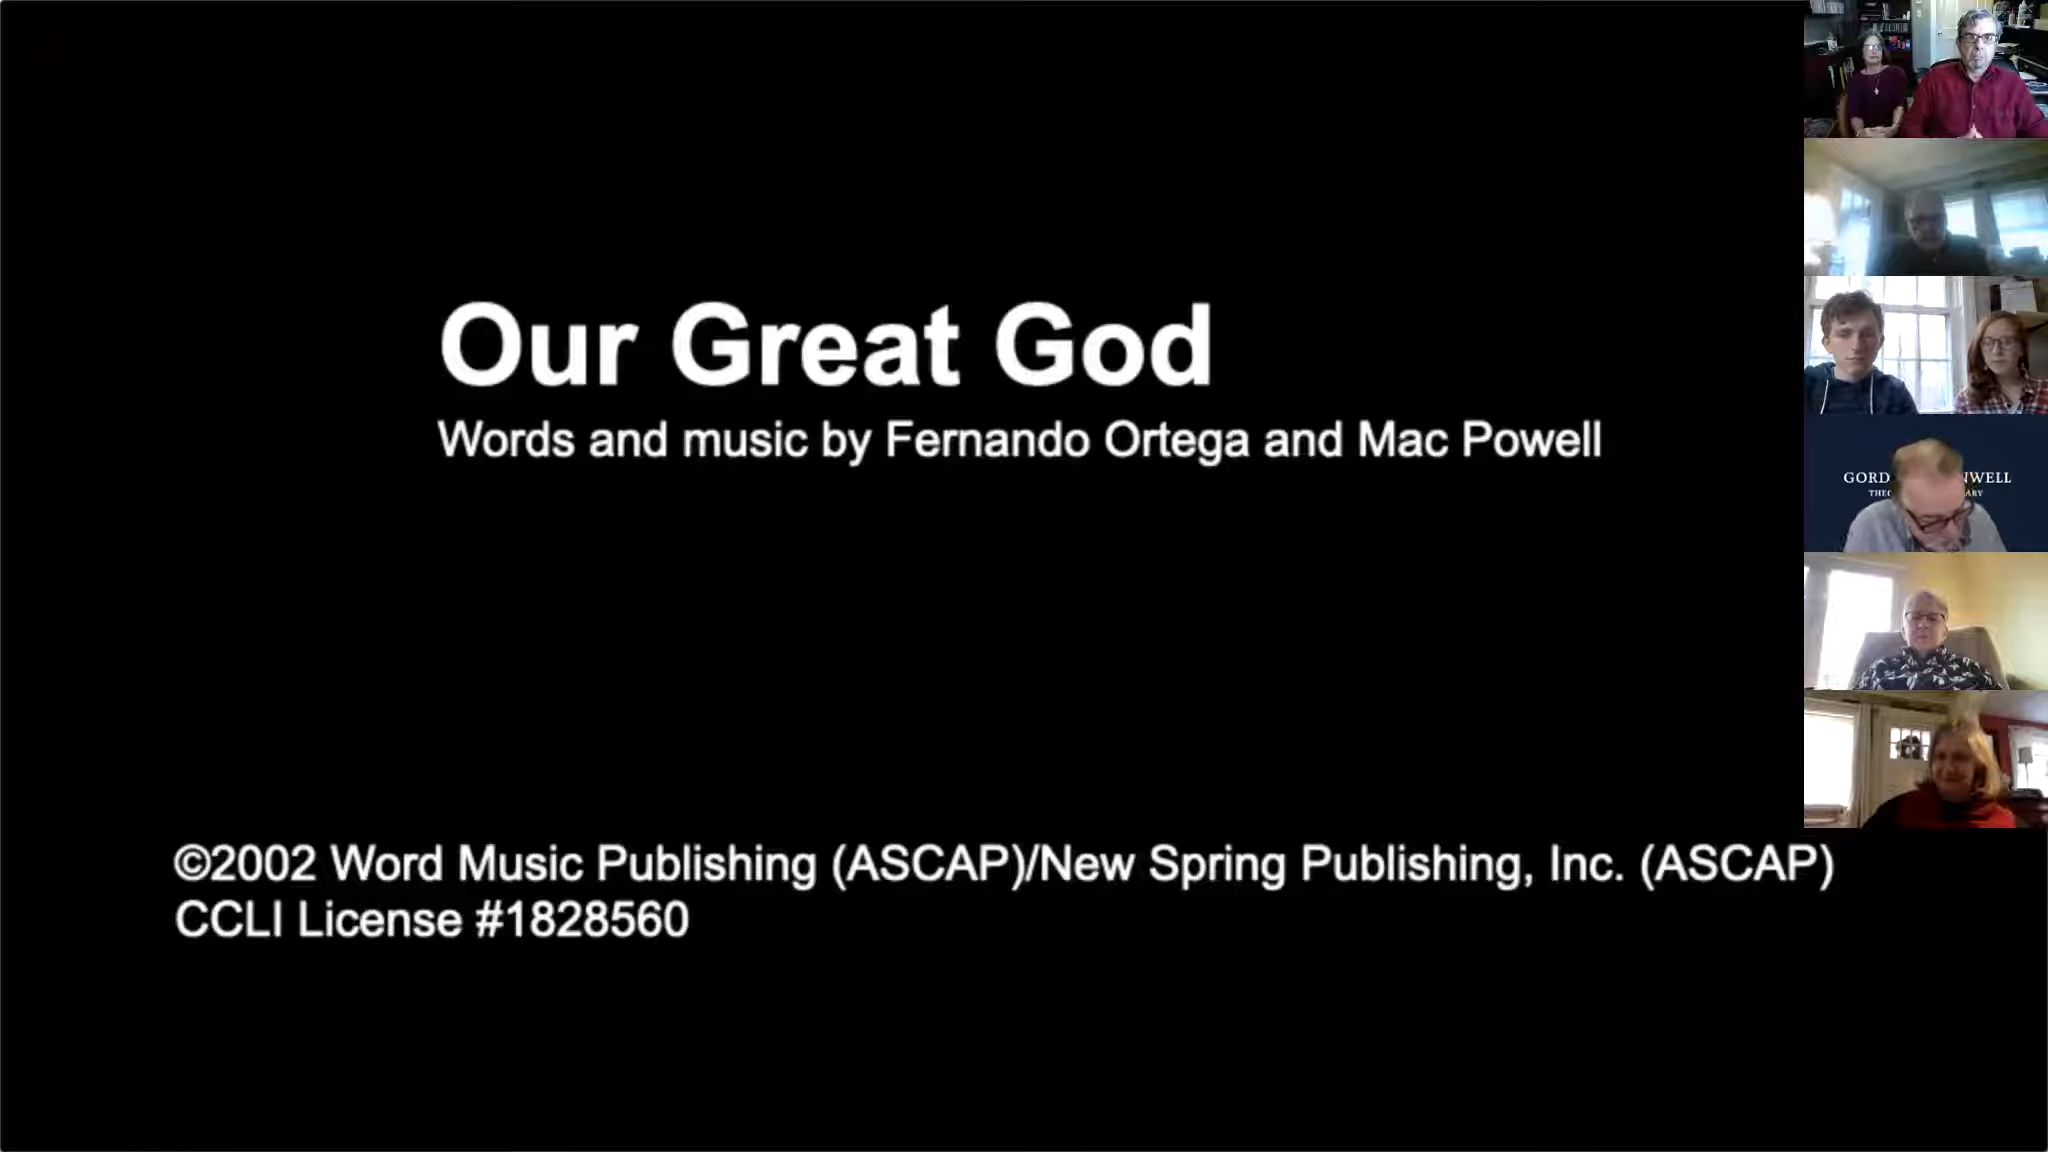 Our Great God
Words and music by Fernando Ortega and Mac Powell
©2002 Word Music Publishing (ASCAP)/New Spring Publishing, Inc. (ASCAP)
CCLI License #1828560